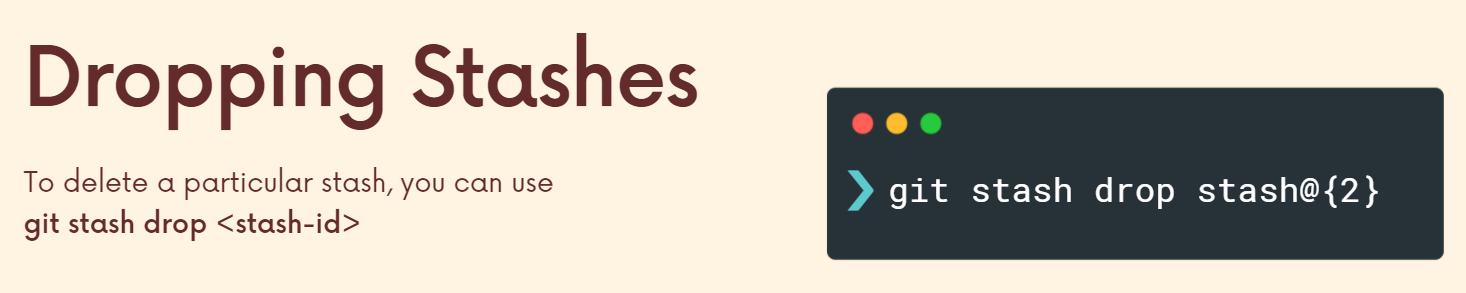 Dropping Stashes
To delete a particular stash, you can use
git stash drop <stash-id>
❯ git stash drop stash@{2}